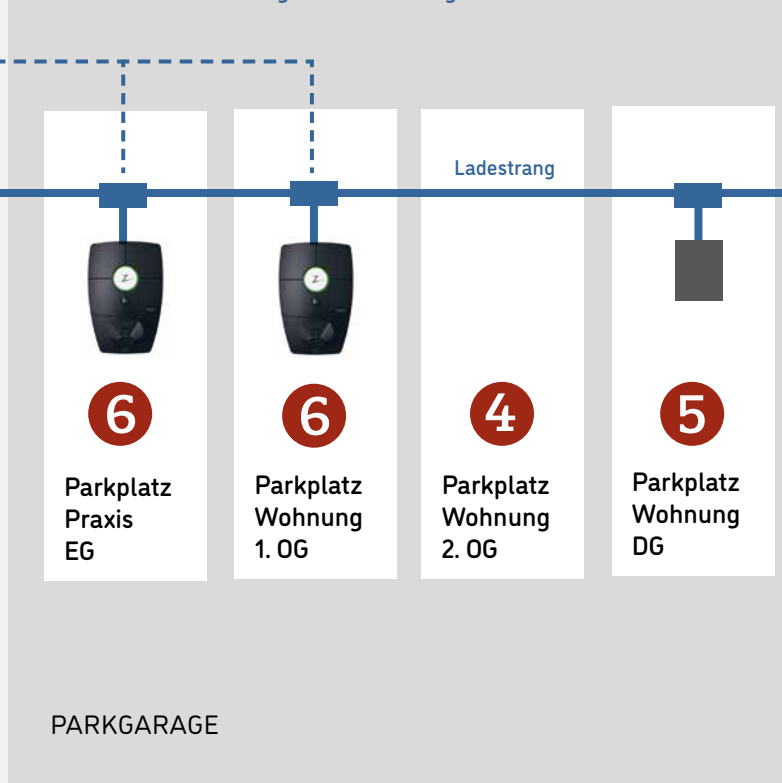 Ladestrang
6
6
4
5
Parkplatz
Praxis
EG
Parkplatz
Wohnung
1. OG
Parkplatz
Wohnung
2. OG
Parkplatz
Wohnung
DG
PARKGARAGE